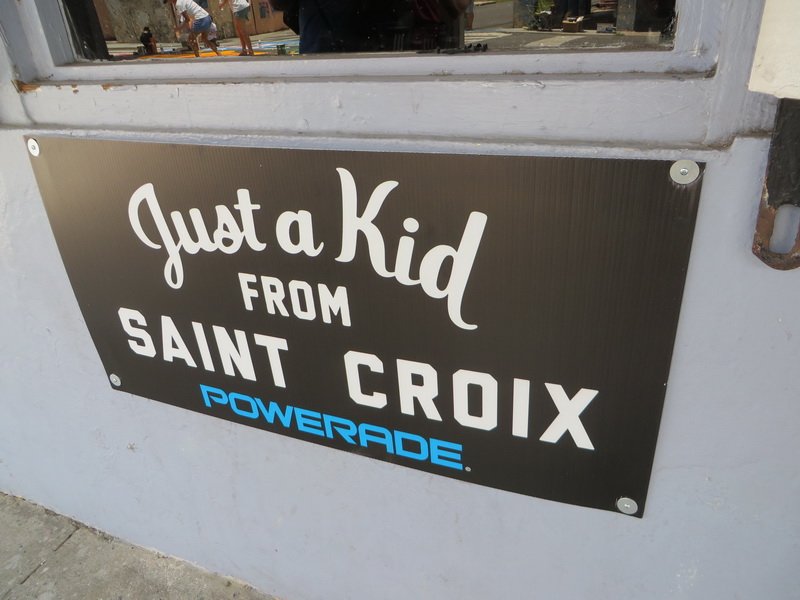 Just a Kid
FROM
SAINT CROIX
POWERADE